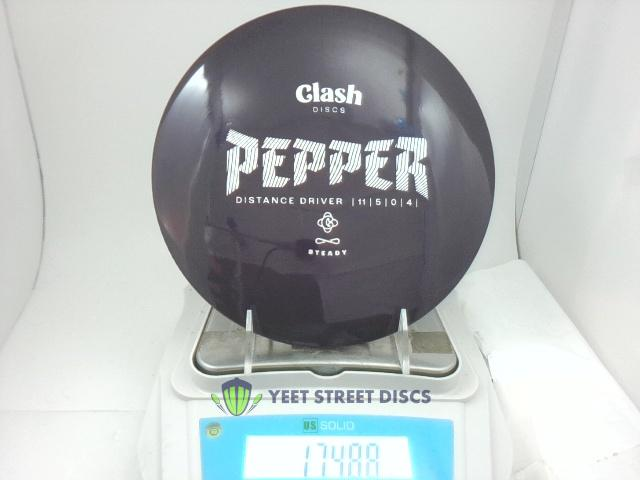 Clash
DISCS
PEPPER
DISTANCE DRIVER | 11 | 5 | 0 | 4 |
STEADY
YEET STREET DISCS
US SOLID
174.88